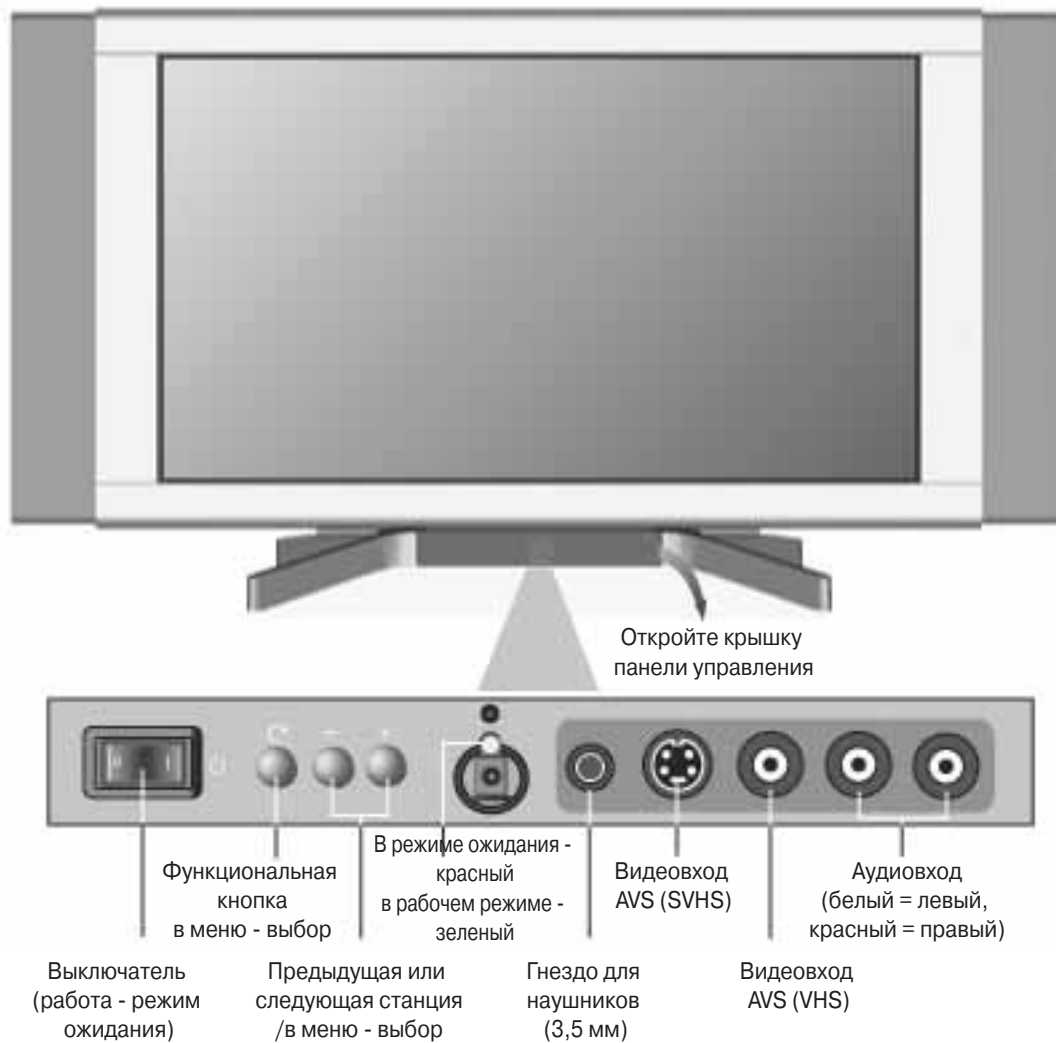 Откройте крышку
панели управления
Функциональная
кнопка
в меню - выбор
В режиме ожидания -
красный
в рабочем режиме -
зеленый
Видеовход
AVS (SVHS)
Аудиовход
(белый = левый,
красный = правый)
Выключатель
(работа - режим
ожидания)
Предыдущая или
следующая станция
/в меню - выбор
Гнездо для
наушников
(3,5 мм)
Видеовход
AVS (VHS)